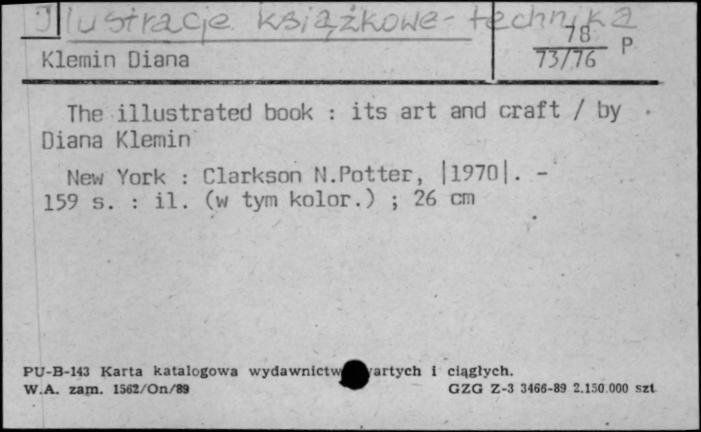 Ilustracje książkowe - technika
Klemin Diana
78
73/76 P
The illustrated book : its art and craft / by
Diana Klemin
New York : Clarkson N.Potter, |1970|. -
159 s. : il. (w tym kolor.) ; 26 cm
PU-B-143 Karta katalogowa wydawnictw artych i ciągłych.
W.A. zam. 1562/On/89
GZG Z-3 3466-89 2.150.000 szt